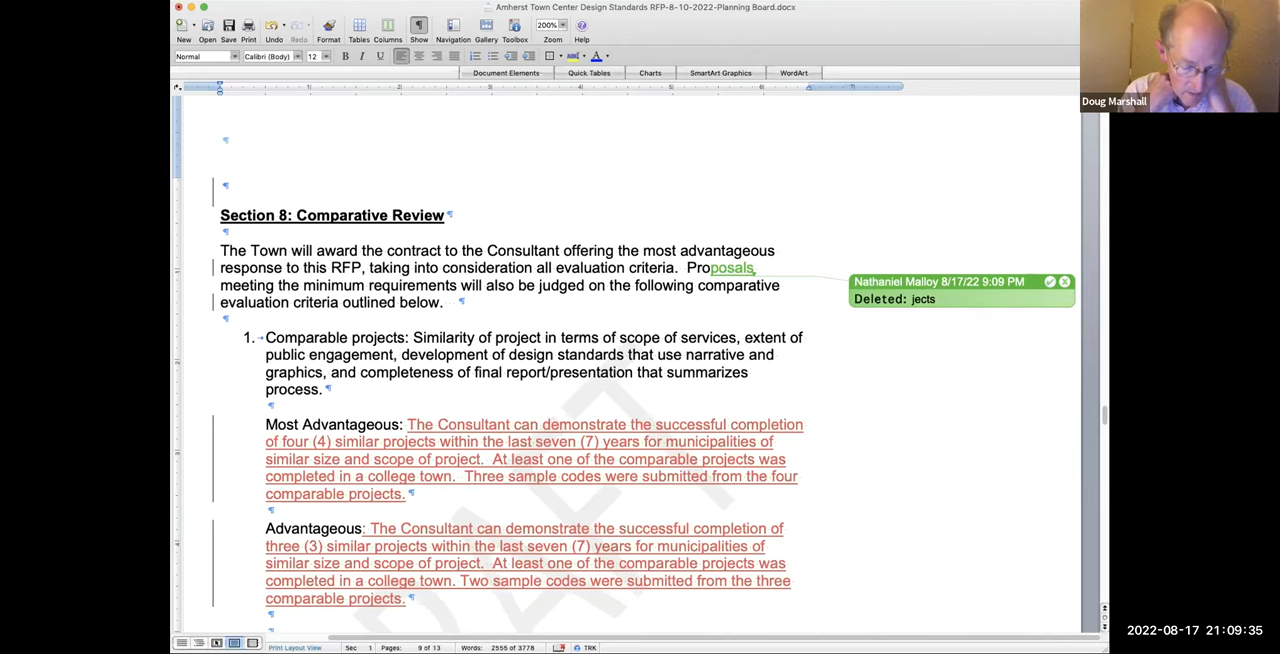 Amherst Town Center Design Standards RFP-8-10-2022-Planning Board.docx
New Open Save Print Undo Redo Format Tables Columns Show Navigation Gallery Toolbox Zoom Help
200%
Normal Calibri (Body) 12 B I U
Document Elements Quick Tables Charts SmartArt Graphics WordArt
Doug Marshall
Section 8: Comparative Review
The Town will award the contract to the Consultant offering the most advantageous
response to this RFP, taking into consideration all evaluation criteria. Proposals
meeting the minimum requirements will also be judged on the following comparative
evaluation criteria outlined below.
Nathaniel Malloy 8/17/22 9:09 PM
Deleted: jects
1. Comparable projects: Similarity of project in terms of scope of services, extent of
public engagement, development of design standards that use narrative and
graphics, and completeness of final report/presentation that summarizes
process.
Most Advantageous: The Consultant can demonstrate the successful completion
of four (4) similar projects within the last seven (7) years for municipalities of
similar size and scope of project. At least one of the comparable projects was
completed in a college town. Three sample codes were submitted from the four
comparable projects.
Advantageous: The Consultant can demonstrate the successful completion of
three (3) similar projects within the last seven (7) years for municipalities of
similar size and scope of project. At least one of the comparable projects was
completed in a college town. Two sample codes were submitted from the three
comparable projects.
DRAFT
Print Layout View Sec 1 Pages: 9 of 13 Words: 2555 of 3778 TRK
2022-08-17 21:09:35